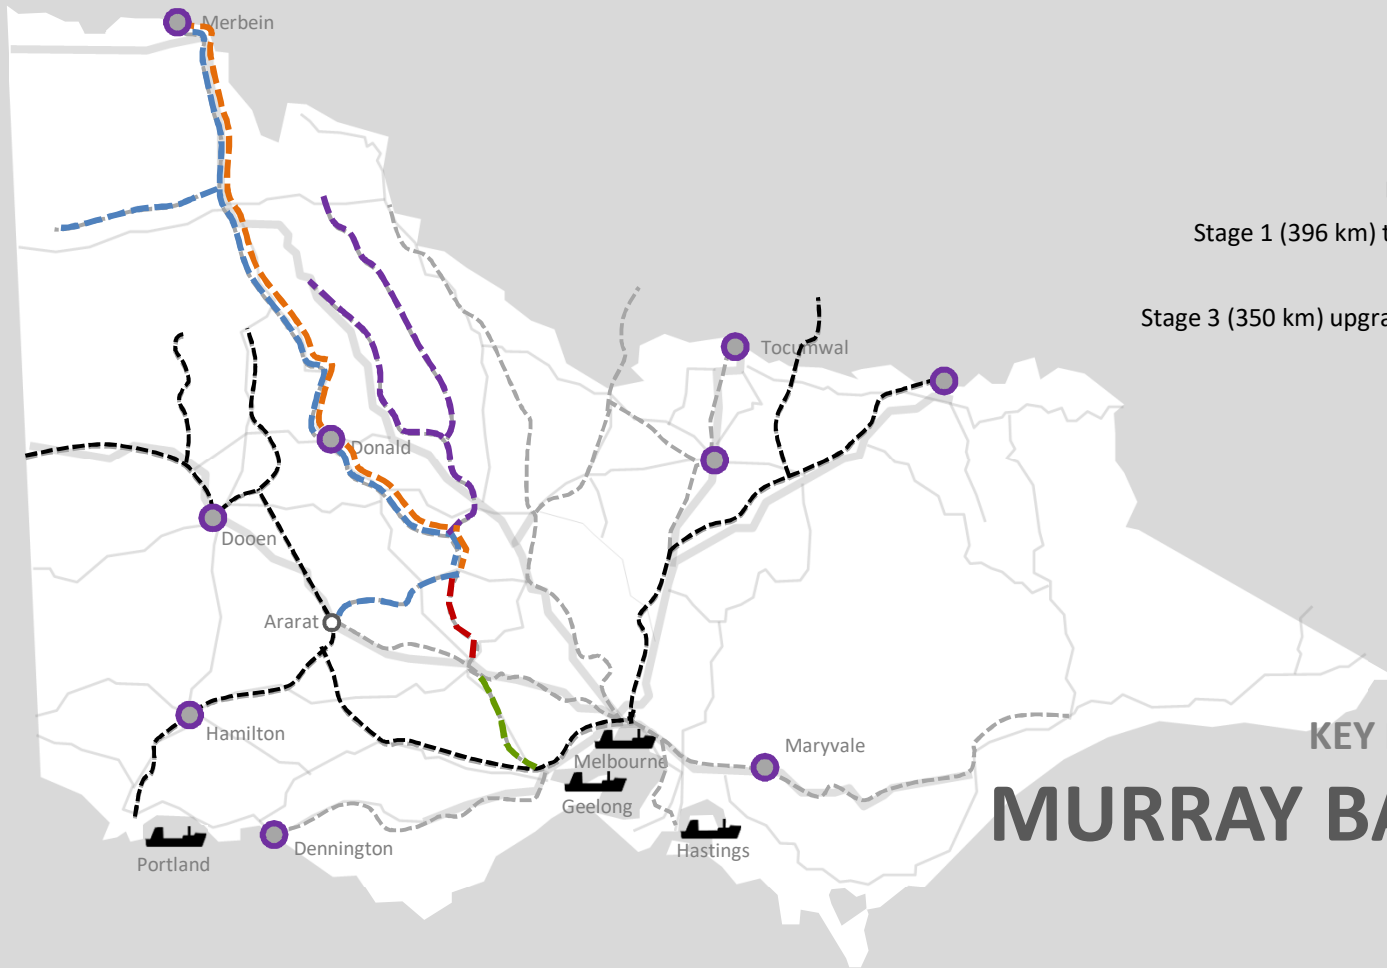 Merbein
Stage 1 (396 km) t
Stage 3 (350 km) upgra
Tocumwal
Donald
Dooen
Ararat
Hamilton
KEY
Maryvale
Melbourne
Geelong
MURRAY BA
Dennington
Hastings
Portland